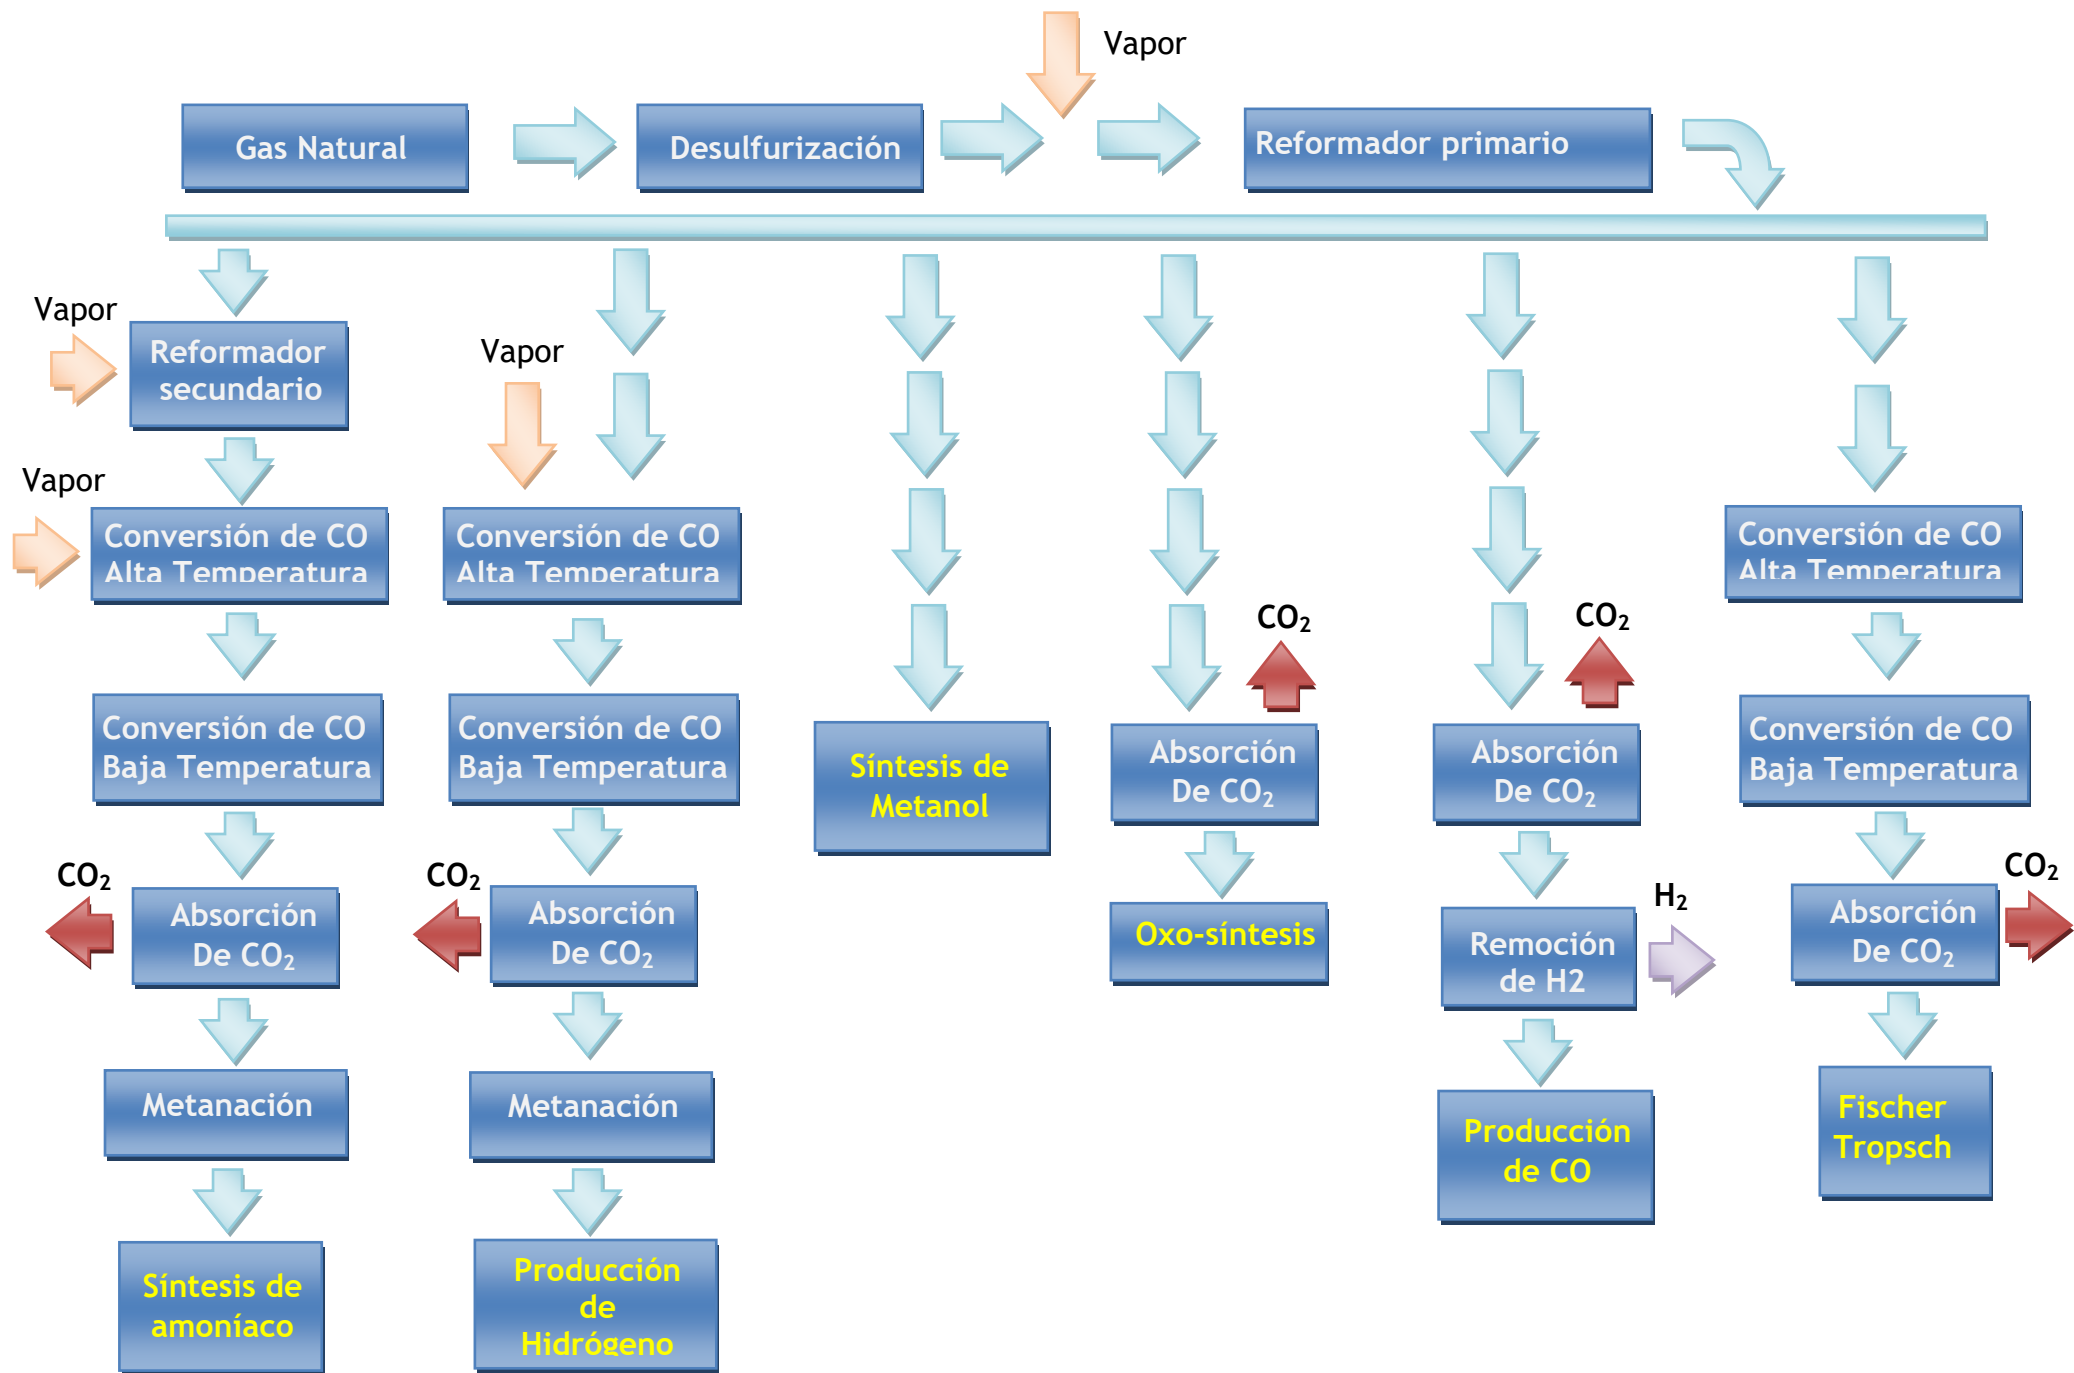 Vapor
Gas Natural
Desulfurización
Reformador primario
Vapor
Reformador
secundario
Vapor
Conversión de CO
Alta Temperatura
Conversión de CO
Baja Temperatura
CO₂
Absorción
De CO₂
Metanación
Síntesis de
amoníaco
Vapor
Conversión de CO
Alta Temperatura
Conversión de CO
Baja Temperatura
CO₂
Absorción
De CO₂
Metanación
Producción
de
Hidrógeno
Síntesis de
Metanol
CO₂
Absorción
De CO₂
Oxo-síntesis
CO₂
Absorción
De CO₂
H₂
Remoción
de H2
Producción
de CO
Conversión de CO
Alta Temperatura
Conversión de CO
Baja Temperatura
CO₂
Absorción
De CO₂
Fischer
Tropsch